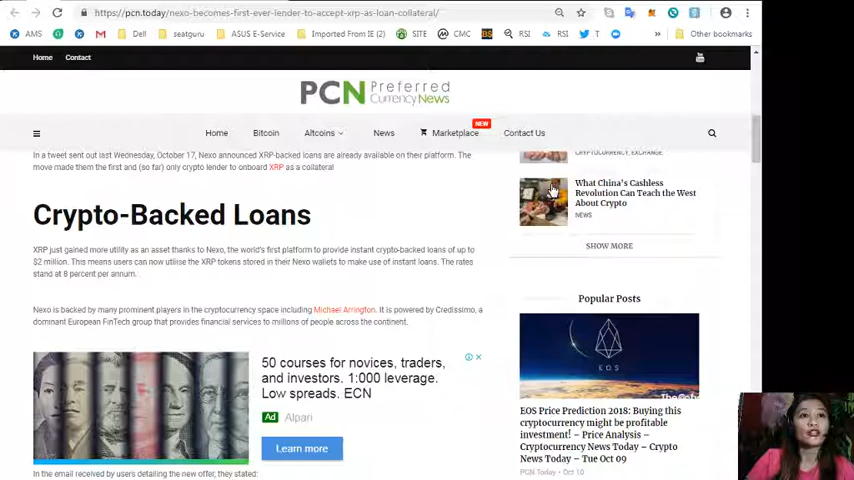 https://pcn.today/nexo-becomes-first-ever-lender-to-accept-xrp-as-loan-collateral/
AMS
Dell
seatguru
ASUS E-Service
Imported From IE (2)
SITE
CMC
RSI
RSI
T
»
Other bookmarks
Home
Contact
PCN Preferred
CurrencyNews
NEW
Home
Bitcoin
Altcoins
News
Marketplace
Contact Us
In a tweet sent out last Wednesday, October 17, Nexo announced XRP-backed loans are already available on their platform. The
move made them the first and (so far) only crypto lender to onboard XRP as a collateral
Crypto-Backed Loans
XRP just gained more utility as an asset thanks to Nexo, the world's first platform to provide instant crypto-backed loans of up to
$2 million. This means users can now utilise the XRP tokens stored in their Nexo wallets to make use of instant loans. The rates
stand at 8 percent per annum.
Nexo is backed by many prominent players in the cryptocurrency space including Michael Arrington. It is powered by Credissimo, a
dominant European FinTech group that provides financial services to millions of people across the continent.
50 courses for novices, traders,
and investors. 1:000 leverage.
Low spreads. ECN
Ad Alpari
Learn more
In the email received by users detailing the new offer, they stated:
CRYPTOCURRENCY, EXCHANGE
What China's Cashless
Revolution Can Teach the West
About Crypto
NEWS
SHOW MORE
Popular Posts
EOS
EOS Price Prediction 2018: Buying this
cryptocurrency might be profitable
investment! – Price Analysis –
Cryptocurrency News Today – Crypto
News Today – Tue Oct 09
PCN.Today - Oct 10